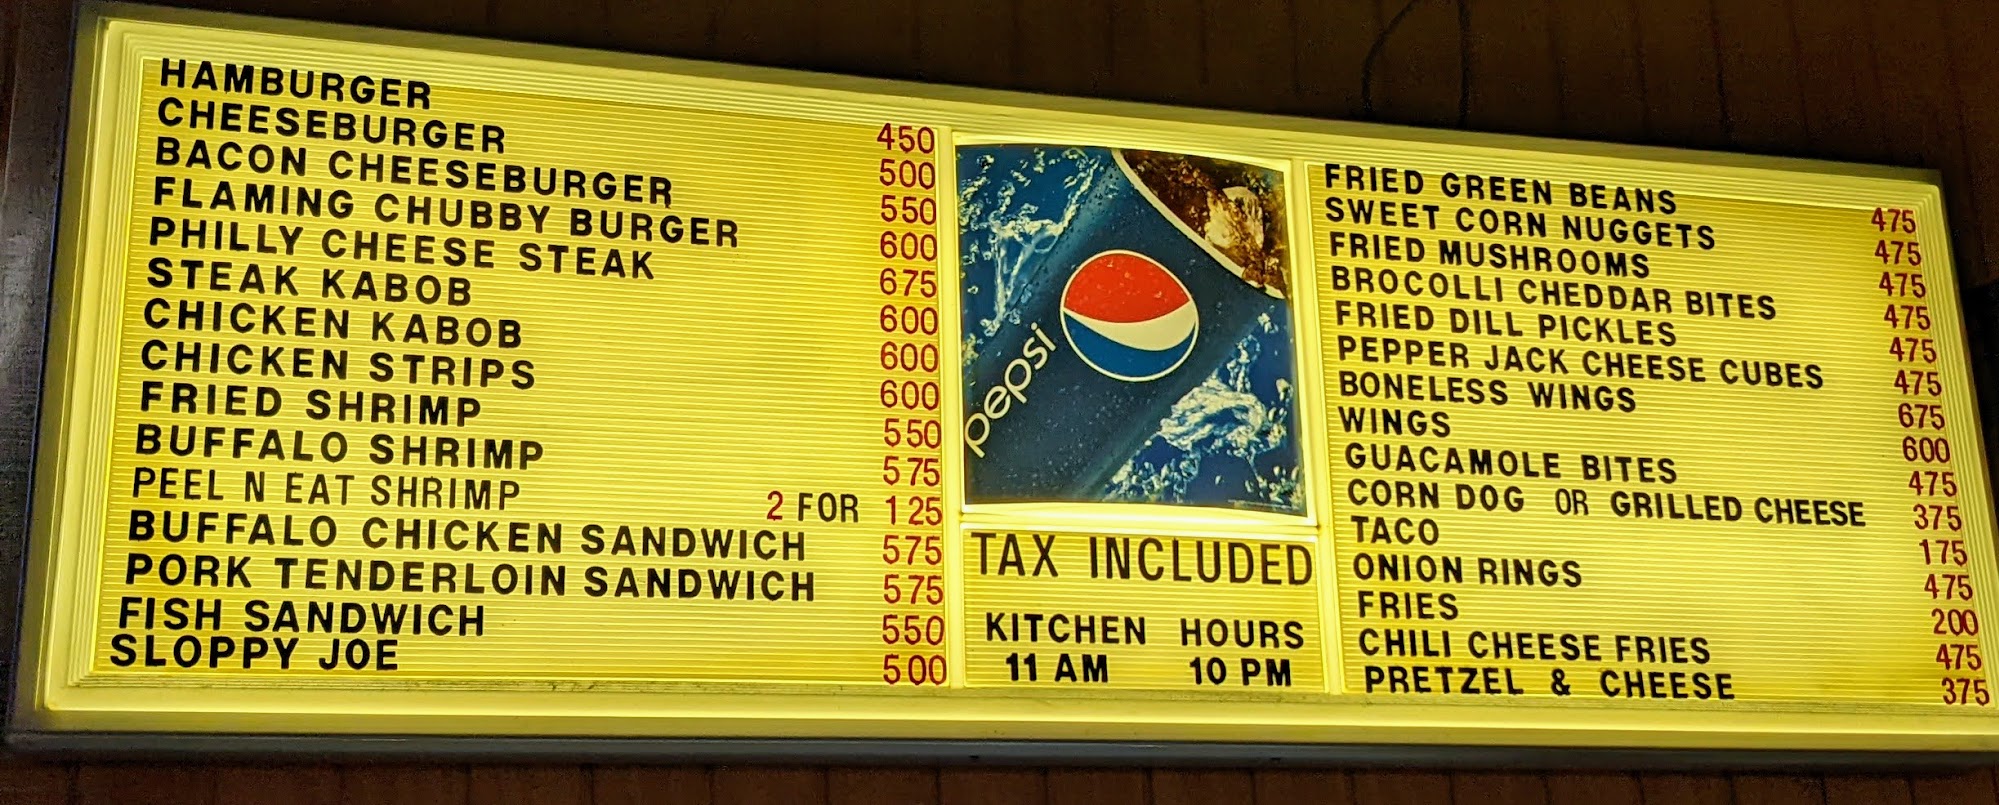 HAMBURGER 450
CHEESEBURGER 500
BACON CHEESEBURGER 550
FLAMING CHUBBY BURGER 600
PHILLY CHEESE STEAK 675
STEAK KABOB 600
CHICKEN KABOB 600
CHICKEN STRIPS 600
FRIED SHRIMP 550
BUFFALO SHRIMP 575
PEEL N EAT SHRIMP 2 FOR 125
BUFFALO CHICKEN SANDWICH 575
PORK TENDERLOIN SANDWICH 575
FISH SANDWICH 550
SLOPPY JOE 500
pepsi
TAX INCLUDED
KITCHEN HOURS
11 AM 10 PM
FRIED GREEN BEANS 475
SWEET CORN NUGGETS 475
FRIED MUSHROOMS 475
BROCOLLI CHEDDAR BITES 475
FRIED DILL PICKLES 475
PEPPER JACK CHEESE CUBES 475
BONELESS WINGS 675
WINGS 600
GUACAMOLE BITES 475
CORN DOG OR GRILLED CHEESE 375
TACO 175
ONION RINGS 475
FRIES 200
CHILI CHEESE FRIES 475
PRETZEL & CHEESE 375